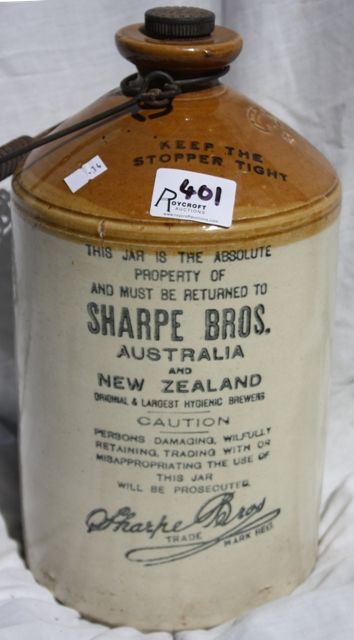 KEEP THE
STOPPER TIGHT
.34
401
ROYCROFT
AUCTIONS
THIS JAR IS THE ABSOLUTE
PROPERTY OF
AND MUST BE RETURNED TO
SHARPE BROS.
AUSTRALIA
AND
NEW ZEALAND
ORIGINAL & LARGEST HYGIENIC BREWERS
CAUTION
PERSONS DAMAGING, WILFULLY
RETAINING, TRADING WITH OR
MISAPPROPRIATING THE USE OF
THIS JAR
WILL BE PROSECUTED.
Sharpe Bros
TRADE MARK REGD.